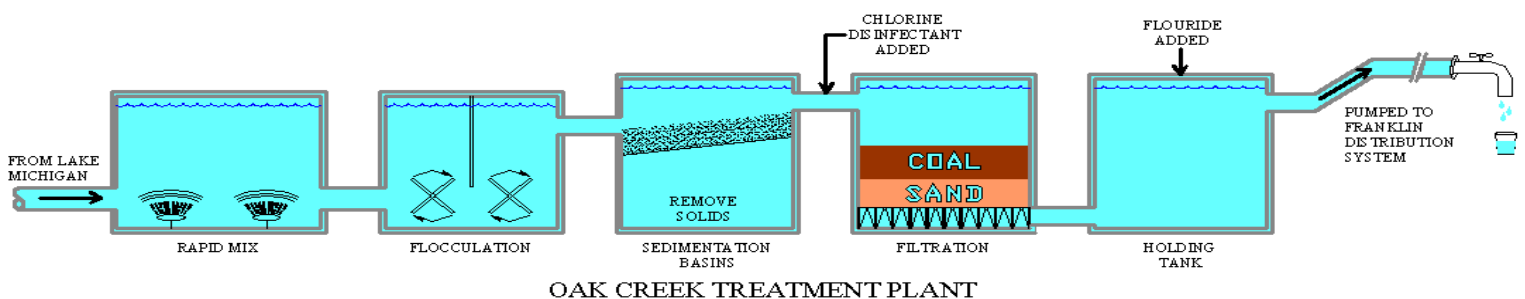 FROM LAKE
MICHIGAN
RAPID MIX
FLOCCULATION
REMOVE
SOLIDS
SEDIMENTATION
BASINS
CHLORINE
DISINFECTANT
ADDED
COAL
SAND
FILTRATION
FLOURIDE
ADDED
HOLDING
TANK
PUMPED TO
FRANKLIN
DISTRIBUTION
SYSTEM
OAK CREEK TREATMENT PLANT